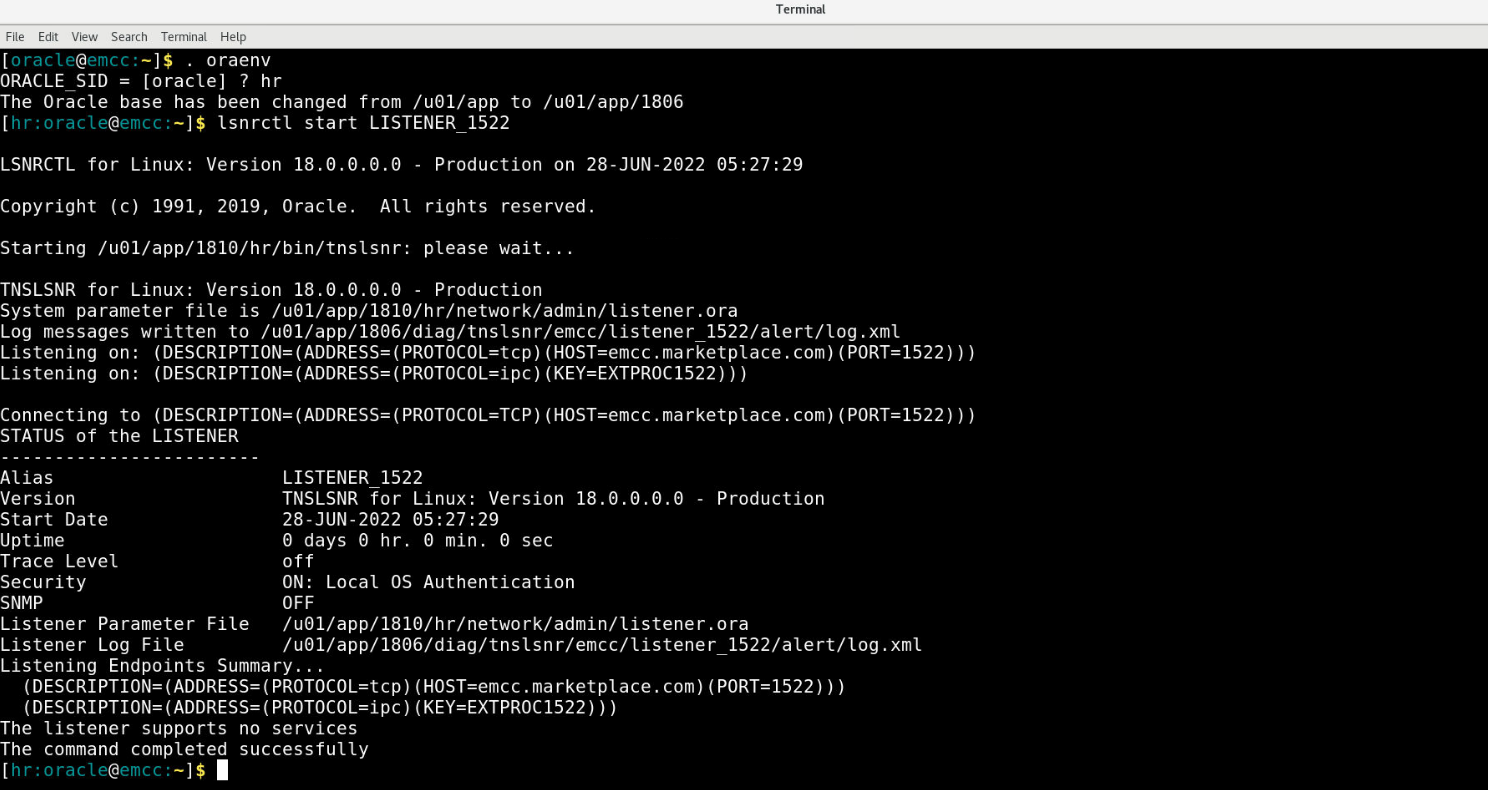 Terminal
File Edit View Search Terminal Help
[oracle@emcc:~]$ . oraenv
ORACLE_SID = [oracle] ? hr
The Oracle base has been changed from /u01/app to /u01/app/1806
[hr:oracle@emcc:~]$ lsnrctl start LISTENER_1522
LSNRCTL for Linux: Version 18.0.0.0.0 - Production on 28-JUN-2022 05:27:29
Copyright (c) 1991, 2019, Oracle.  All rights reserved.
Starting /u01/app/1810/hr/bin/tnslsnr: please wait...
TNSLSNR for Linux: Version 18.0.0.0.0 - Production
System parameter file is /u01/app/1810/hr/network/admin/listener.ora
Log messages written to /u01/app/1806/diag/tnslsnr/emcc/listener_1522/alert/log.xml
Listening on: (DESCRIPTION=(ADDRESS=(PROTOCOL=tcp)(HOST=emcc.marketplace.com)(PORT=1522)))
Listening on: (DESCRIPTION=(ADDRESS=(PROTOCOL=ipc)(KEY=EXTPROC1522)))
Connecting to (DESCRIPTION=(ADDRESS=(PROTOCOL=TCP)(HOST=emcc.marketplace.com)(PORT=1522)))
STATUS of the LISTENER
------------------------
Alias                     LISTENER_1522
Version                   TNSLSNR for Linux: Version 18.0.0.0.0 - Production
Start Date                28-JUN-2022 05:27:29
Uptime                    0 days 0 hr. 0 min. 0 sec
Trace Level               off
Security                  ON: Local OS Authentication
SNMP                      OFF
Listener Parameter File   /u01/app/1810/hr/network/admin/listener.ora
Listener Log File         /u01/app/1806/diag/tnslsnr/emcc/listener_1522/alert/log.xml
Listening Endpoints Summary...
  (DESCRIPTION=(ADDRESS=(PROTOCOL=tcp)(HOST=emcc.marketplace.com)(PORT=1522)))
  (DESCRIPTION=(ADDRESS=(PROTOCOL=ipc)(KEY=EXTPROC1522)))
The listener supports no services
The command completed successfully
[hr:oracle@emcc:~]$